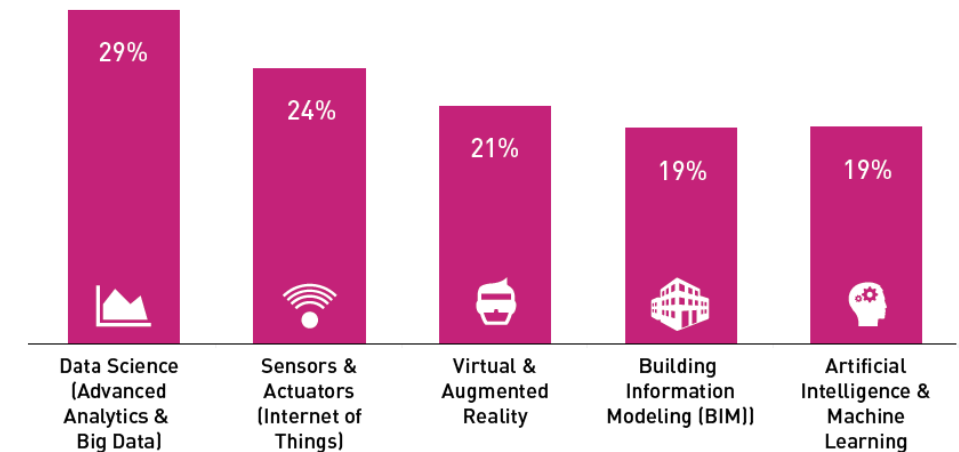 29%
24%
21%
19%
19%
Data Science
(Advanced
Analytics &
Big Data)
Sensors &
Actuators
(Internet of
Things)
Virtual &
Augmented
Reality
Building
Information
Modeling (BIM))
Artificial
Intelligence &
Machine
Learning